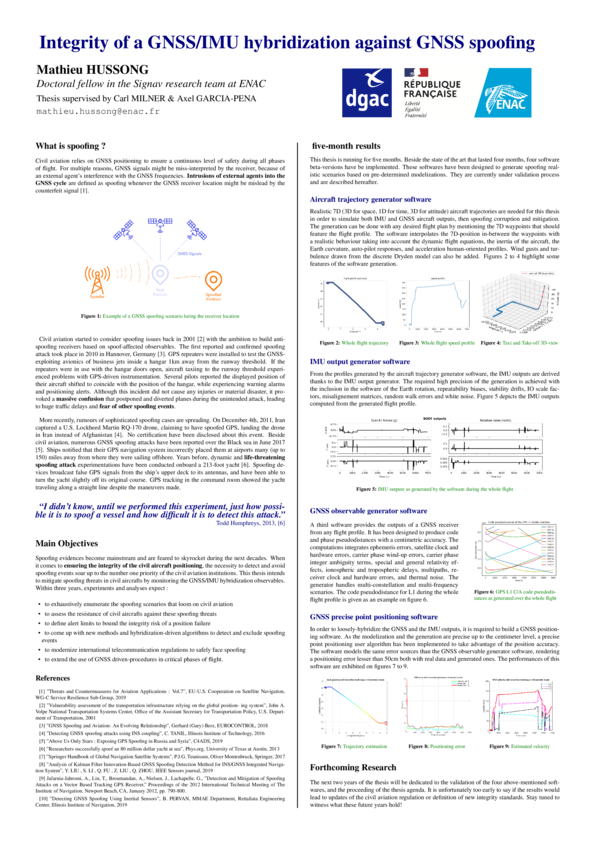 Integrity of a GNSS/IMU hybridization against GNSS spoofing
Mathieu HUSSONG
Doctoral fellow in the Signav research team at ENAC
Thesis supervised by Carl MILNER & Axel GARCIA-PENA
mathieu.hussong@enac.fr
dgac
RÉPUBLIQUE
FRANÇAISE
Liberté
Égalité
Fraternité
ENAC
What is spoofing ?
Civil aviation relies on GNSS positioning to ensure a continuous level of safety during all phases
of flight. For multiple reasons, GNSS signals might be miss-interpreted by the receiver, because of
an external agent's interference with the GNSS frequencies. Intrusions of external agents into the
GNSS cycle are defined as spoofing whenever the GNSS receiver location might be mislead by the
counterfeit signal [1].
GNSS Signals
Spoofer
Real
Position
Spoofed
Position
Figure 1: Example of a GNSS spoofing scenario luring the receiver location
Civil aviation started to consider spoofing issues back in 2001 [2] with the ambition to build anti-
spoofing receivers based on spoof-affected observables. The first reported and confirmed spoofing
attack took place in 2010 in Hannover, Germany [3]. GPS repeaters were installed to test the GNSS-
exploiting avionics of business jets inside a hangar 1km away from the runway threshold. If the
repeaters were in use with the hangar doors open, aircraft taxiing to the runway threshold experi-
enced problems with GPS-driven instrumentation. Several pilots reported the displayed position of
their aircraft shifted to coincide with the position of the hangar, while experiencing warning alarms
and positioning alerts. Although this incident did not cause any injuries or material disaster, it pro-
voked a massive confusion that postponed and diverted planes during the unintended attack, leading
to huge traffic delays and fear of other spoofing events.
More recently, rumors of sophisticated spoofing cases are spreading. On December 4th, 2011, Iran
captured a U.S. Lockheed Martin RQ-170 drone, claiming to have spoofed GPS, landing the drone
in Iran instead of Afghanistan [4]. No certification have been disclosed about this event. Beside
civil aviation, numerous GNSS spoofing attacks have been reported over the Black sea in June 2017
[5]. Ships notified that their GPS navigation system incorrectly placed them at airports many (up to
150) miles away from where they were sailing offshore. Years before, dynamic and life-threatening
spoofing attack experimentations have been conduted onboard a 213-foot yacht [6]. Spoofing de-
vices broadcast false GPS signals from the ship's upper deck to its antennas, and have been able to
turn the yacht slightly off its original course. GPS tracking in the command room showed the yacht
traveling along a straight line despite the maneuvers made.
"I didn't know, until we performed this experiment, how possi-
ble it is to spoof a vessel and how difficult it is to detect this attack."
Todd Humphreys, 2013, [6]
Main Objectives
Spoofing evidences become mainstream and are feared to skyrocket during the next decades. When
it comes to ensuring the integrity of the civil aircraft positioning, the necessity to detect and avoid
spoofing events soar up to the number one priority of the civil aviation institutions. This thesis intends
to mitigate spoofing threats in civil aircrafts by monitoring the GNSS/IMU hybridizing observables.
Within three years, experiments and analyses expect :
• to exhaustively enumerate the spoofing scenarios that loom on civil aviation
• to assess the resistance of civil aircrafts against these spoofing threats
• to define alert limits to bound the integrity risk of a position failure
• to come up with new methods and hybridization-driven algorithms to detect and exclude spoofing
events
• to modernize international telecommunication regulations to safely face spoofing
• to extend the use of GNSS driven-procedures in critical phases of flight.
References
[1] "Threats and Countermeasures for Aviation Applications : Vol.7", EU-U.S. Cooperation on Satellite Navigation,
WG-C Service Resilience Sub-Group, 2019
[2] "Vulnerability assessment of the transportation infrastructure relying on the global position- ing system", John A.
Volpe National Transportation Systems Center, Office of the Assistant Secretary for Transportation Policy, U.S. Depart-
ment of Transportation, 2001
[3] "GNSS Spoofing and Aviation: An Evolving Relationship", Gerhard (Gary) Berz, EUROCONTROL, 2018
[4] "Detecting GNSS spoofing attacks using INS coupling", C. TANIL, Illinois Institute of Technology, 2016
[5] "Above Us Only Stars : Exposing GPS Spoofing in Russia and Syria", C4ADS, 2019
[6] "Researchers successfully spoof an 80 million dollar yacht at sea", Phys.org, University of Texas at Austin, 2013
[7] "Springer Handbook of Global Navigation Satellite Systems", P.J.G. Teunissen, Oliver Montenbruck, Springer, 2017
[8] "Analysis of Kalman Filter Innovation-Based GNSS Spoofing Detection Method for INS/GNSS Integrated Naviga-
tion System", Y. LIU , S. LI , Q. FU , Z. LIU , Q. ZHOU, IEEE Sensors journal, 2019
[9] Jafarnia-Jahromi, A., Lin, T., Broumandan, A., Nielsen, J., Lachapelle, G., "Detection and Mitigation of Spoofing
Attacks on a Vector Based Tracking GPS Receiver," Proceedings of the 2012 International Technical Meeting of The
Institute of Navigation, Newport Beach, CA, January 2012, pp. 790-800.
[10] "Detecting GNSS Spoofing Using Inertial Sensors", B. PERVAN, MMAE Department, Rettaliata Engineering
Center, Illinois Institute of Navigation, 2019
five-month results
This thesis is running for five months. Beside the state of the art that lasted four months, four software
beta-versions have be implemented. These softwares have been designed to generate spoofing real-
istic scenarios based on pre-determined modelizations. They are currently under validation process
and are described hereafter.
Aircraft trajectory generator software
Realistic 7D (3D for space, 1D for time, 3D for attitude) aircraft trajectories are needed for this thesis
in order to simulate both IMU and GNSS aircraft outputs, then spoofing corruption and mitigation.
The generation can be done with any desired flight plan by mentioning the 7D waypoints that should
feature the flight profile. The software interpolates the 7D-position in-between the waypoints with
a realistic behaviour taking into account the dynamic flight equations, the inertia of the aircraft, the
Earth curvature, auto-pilot responses, and acceleration human-oriented profiles. Wind gusts and tur-
bulence drawn from the discrete Dryden model can also be added. Figures 2 to 4 highlight some
features of the software generation.
Figure 2: Whole flight trajectory
Figure 3: Whole flight speed profile
Figure 4: Taxi and Take-off 3D-view
IMU output generator software
From the profiles generated by the aircraft trajectory generator software, the IMU outputs are derived
thanks to the IMU output generator. The required high precision of the generation is achieved with
the inclusion in the software of the Earth rotation, repeatability biases, stability drifts, IO scale fac-
tors, misalignement matrices, random walk errors and white noise. Figure 5 depicts the IMU outputs
computed from the generated flight profile.
Figure 5: IMU outputs as generated by the software during the whole flight
GNSS observable generator software
A third software provides the outputs of a GNSS receiver
from any flight profile. It has been designed to produce code
and phase pseudodistances with a centimetric accuracy. The
computations integrates ephemeris errors, satellite clock and
hardware errors, carrier phase wind-up errors, carrier phase
integer ambiguity terms, special and general relativity ef-
fects, ionospheric and tropospheric delays, multipaths, re-
ceiver clock and hardware errors, and thermal noise. The
generator handles multi-constellation and multi-frequency
scenarios. The code pseudodistance for L1 during the whole
flight profile is given as an example on figure 6.
Figure 6: GPS L1 C/A code pseudodis-
tances as generated over the whole flight
GNSS precise point positioning software
In order to loosely-hybridize the GNSS and the IMU outputs, it is required to build a GNSS position-
ing software. As the modelization and the generation are precise up to the centimeter level, a precise
point positioning user algorithm has been implemented to take advantage of the position accuracy.
The software models the same error sources than the GNSS observable generator software, rendering
a positioning error lesser than 50cm both with real data and generated ones. The performances of this
software are exhibited on figures 7 to 9.
Figure 7: Trajectory estimation
Figure 8: Positioning error
Figure 9: Estimated velocity
Forthcoming Research
The next two years of the thesis will be dedicated to the validation of the four above-mentioned soft-
wares, and the proceeding of the thesis agenda. It is unfortunately too early to say if the results would
lead to updates of the civil aviation regulation or definition of new integrity standards. Stay tuned to
witness what these future years hold!